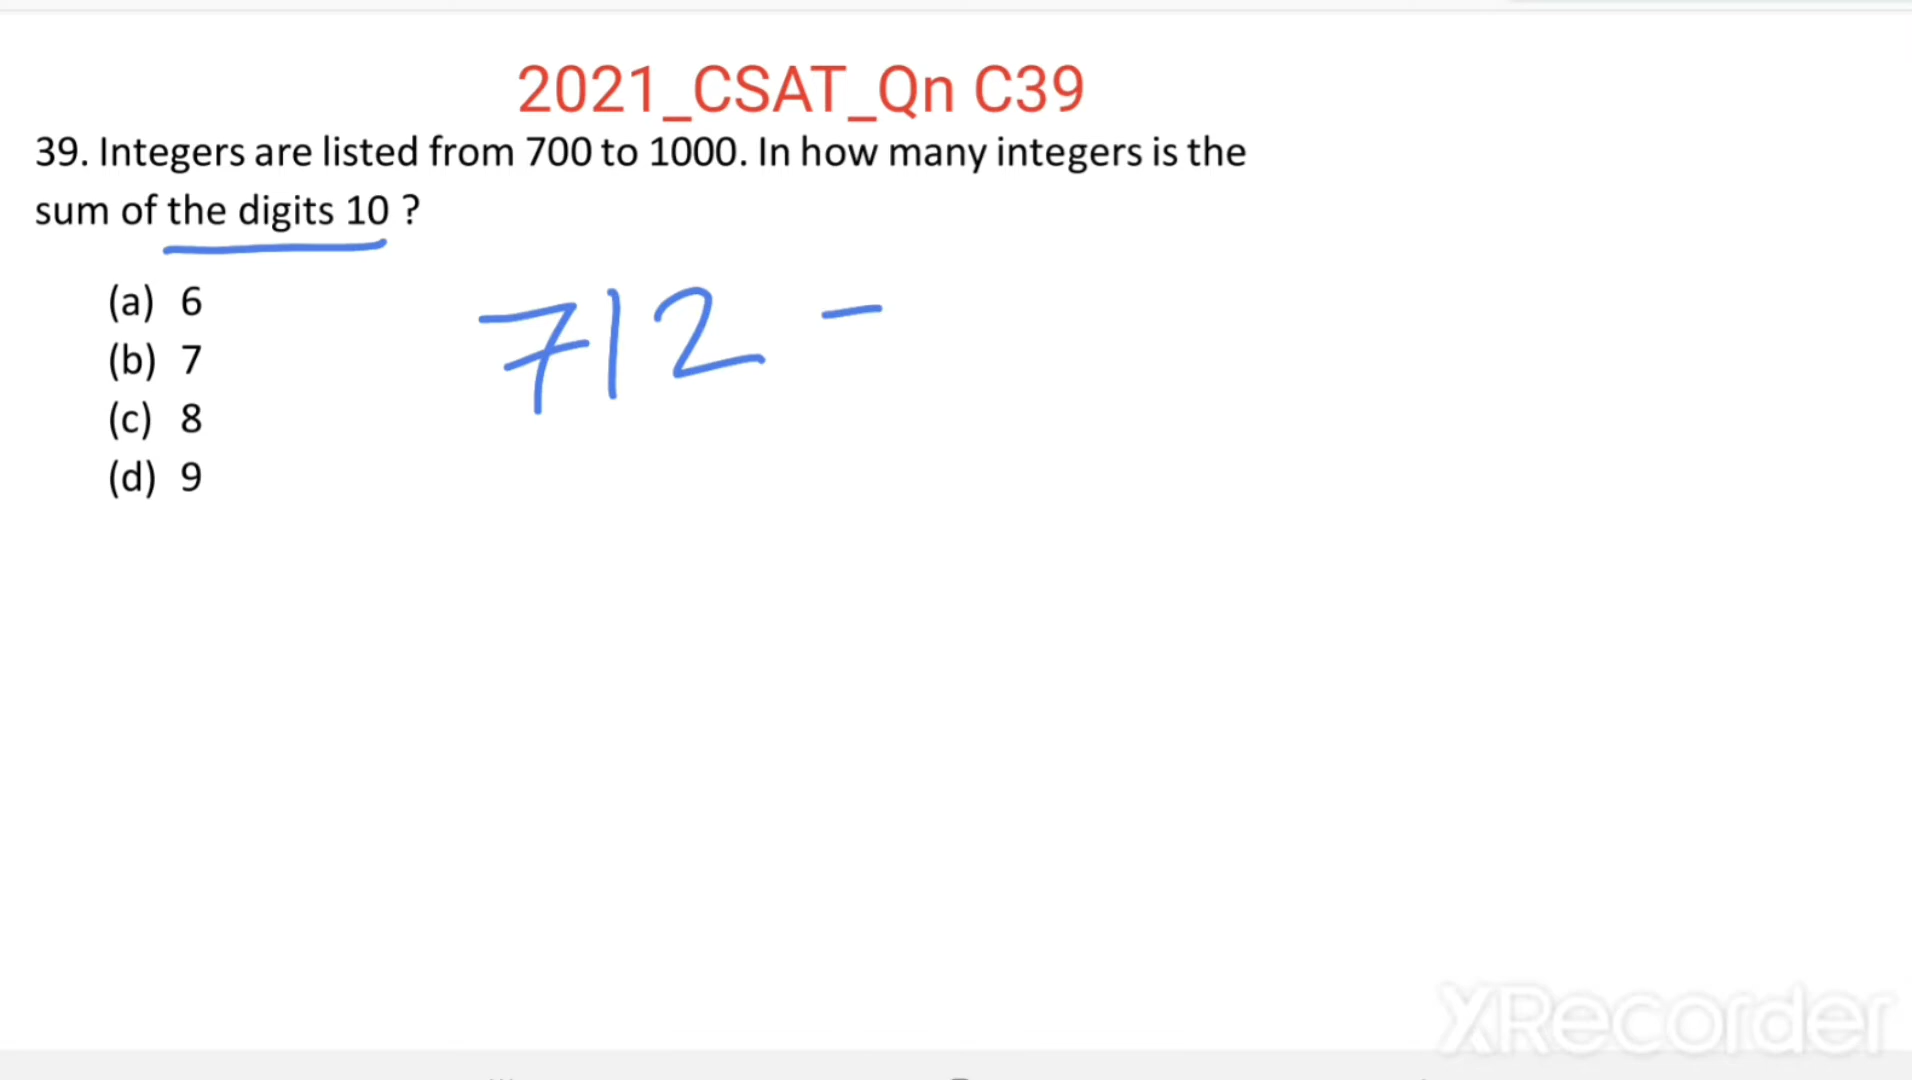 2021_CSAT_Qn C39
39. Integers are listed from 700 to 1000. In how many integers is the
sum of the digits 10 ?
(a) 6
(b) 7
(c) 8
(d) 9
712 -
XRecorder